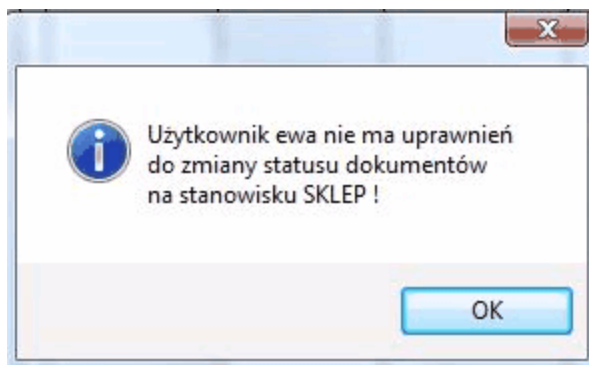 Użytkownik ewa nie ma uprawnień
do zmiany statusu dokumentów
na stanowisku SKLEP !
OK